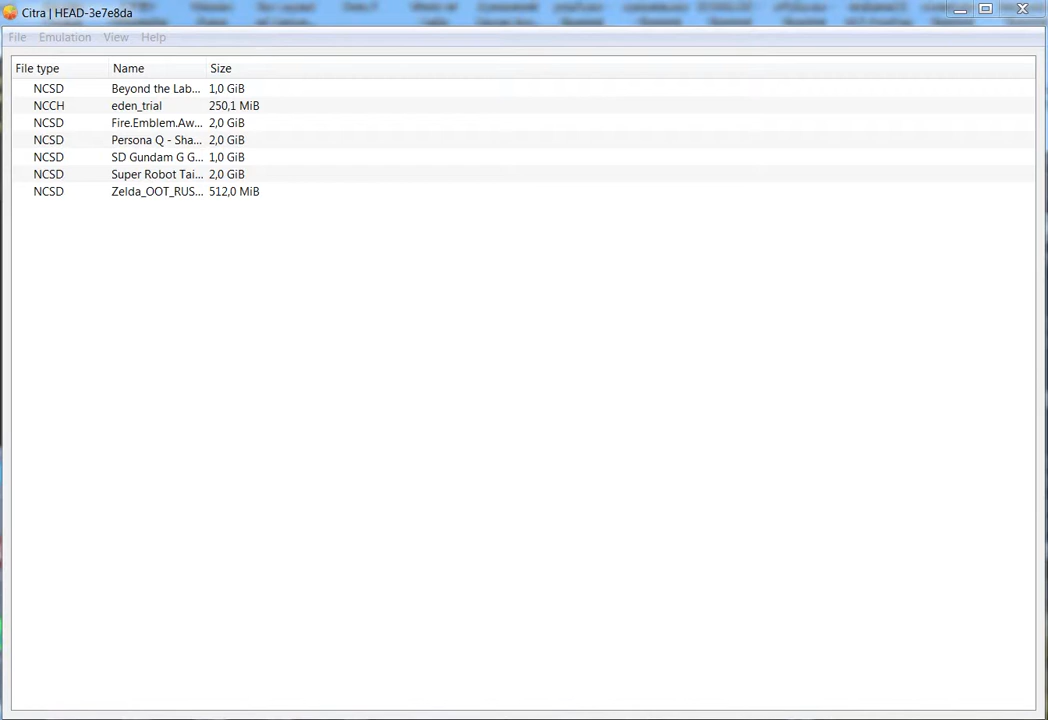 Citra | HEAD-3e7e8da
File Emulation View Help
File type Name Size
NCSD Beyond the Lab... 1,0 GiB
NCCH eden_trial 250,1 MiB
NCSD Fire.Emblem.Aw... 2,0 GiB
NCSD Persona Q - Sha... 2,0 GiB
NCSD SD Gundam G G... 1,0 GiB
NCSD Super Robot Tai... 2,0 GiB
NCSD Zelda_OOT_RUS... 512,0 MiB